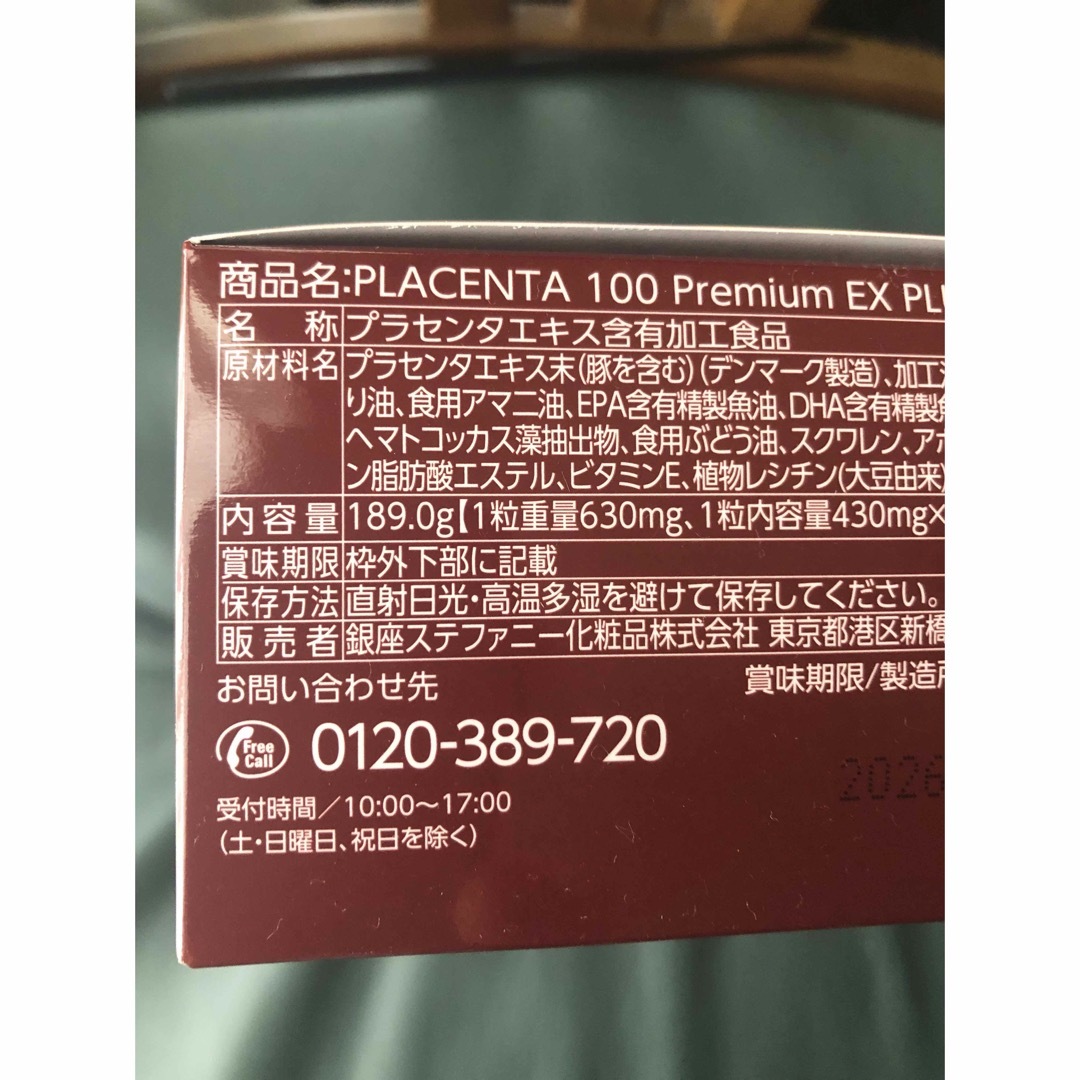 商品名:PLACENTA 100 Premium EX
名 称 プラセンタエキス含有加工食品
原材料名 プラセンタエキス末(豚を含む)(デンマーク製造)、加工
り油、食用アマニ油、EPA含有精製魚油、DHA含有精製
ヘマトコッカス藻抽出物、食用ぶどう油、スクワレン、ア
ン脂肪酸エステル、ビタミンE、植物レシチン(大豆由来)
内容量 189.0g【1粒重量630mg、1粒内容量430mg×
賞味期限 枠外下部に記載
保存方法 直射日光・高温多湿を避けて保存してください。
販売者 銀座ステファニー化粧品株式会社 東京都港区新橋
お問い合わせ先
賞味期限/製造所
Free Call 0120-389-720
2026
受付時間/10:00〜17:00
(土・日曜日、祝日を除く)